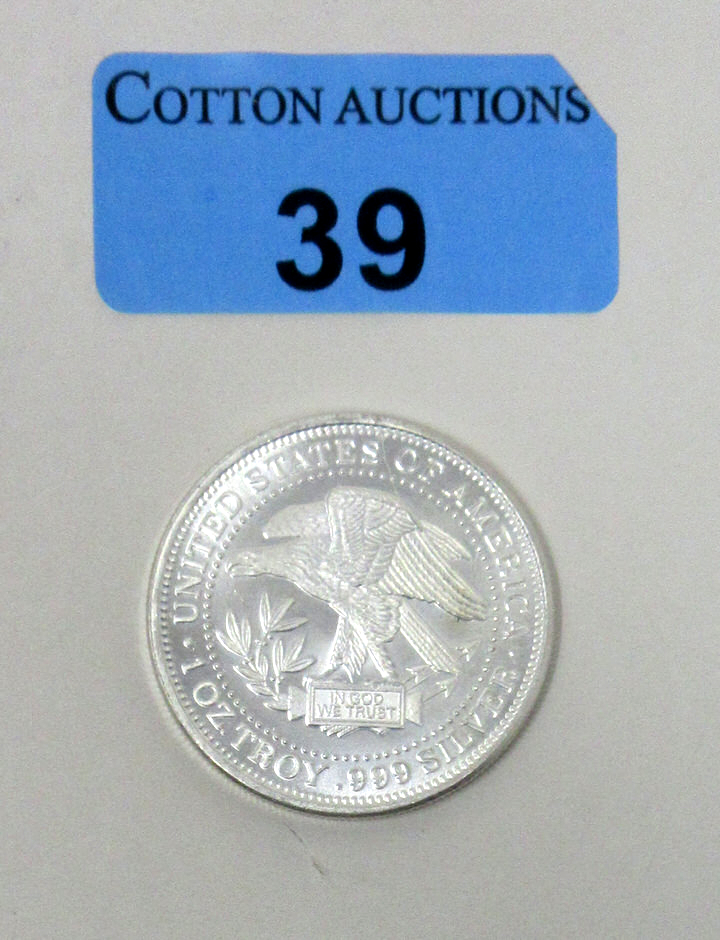 COTTON AUCTIONS
39
UNITED STATES OF AMERICA
IN GOD
WE TRUST
1 OZ TROY .999 SILVER